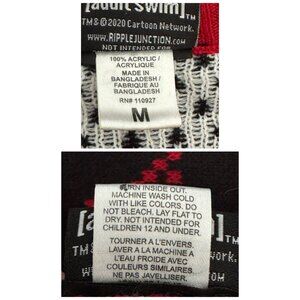 [adult swim]
TM&©2020 Cartoon Network.
www.RIPPLEJUNCTION.com
NOT INTENDED FOR
100% ACRYLIC /
ACRYLIQUE
MADE IN
BANGLADESH /
FABRIQUE AU
BANGLADESH
RN# 110927
M
TURN INSIDE OUT.
MACHINE WASH COLD
WITH LIKE COLORS. DO
NOT BLEACH. LAY FLAT TO
DRY. NOT INTENDED FOR
CHILDREN 12 AND UNDER.
TOURNER A L'ENVERS.
LAVER A LA MACHINE A
L'EAU FROIDE AVEC
COULEURS SIMILAIRES.
NE PAS JAVELLISER.